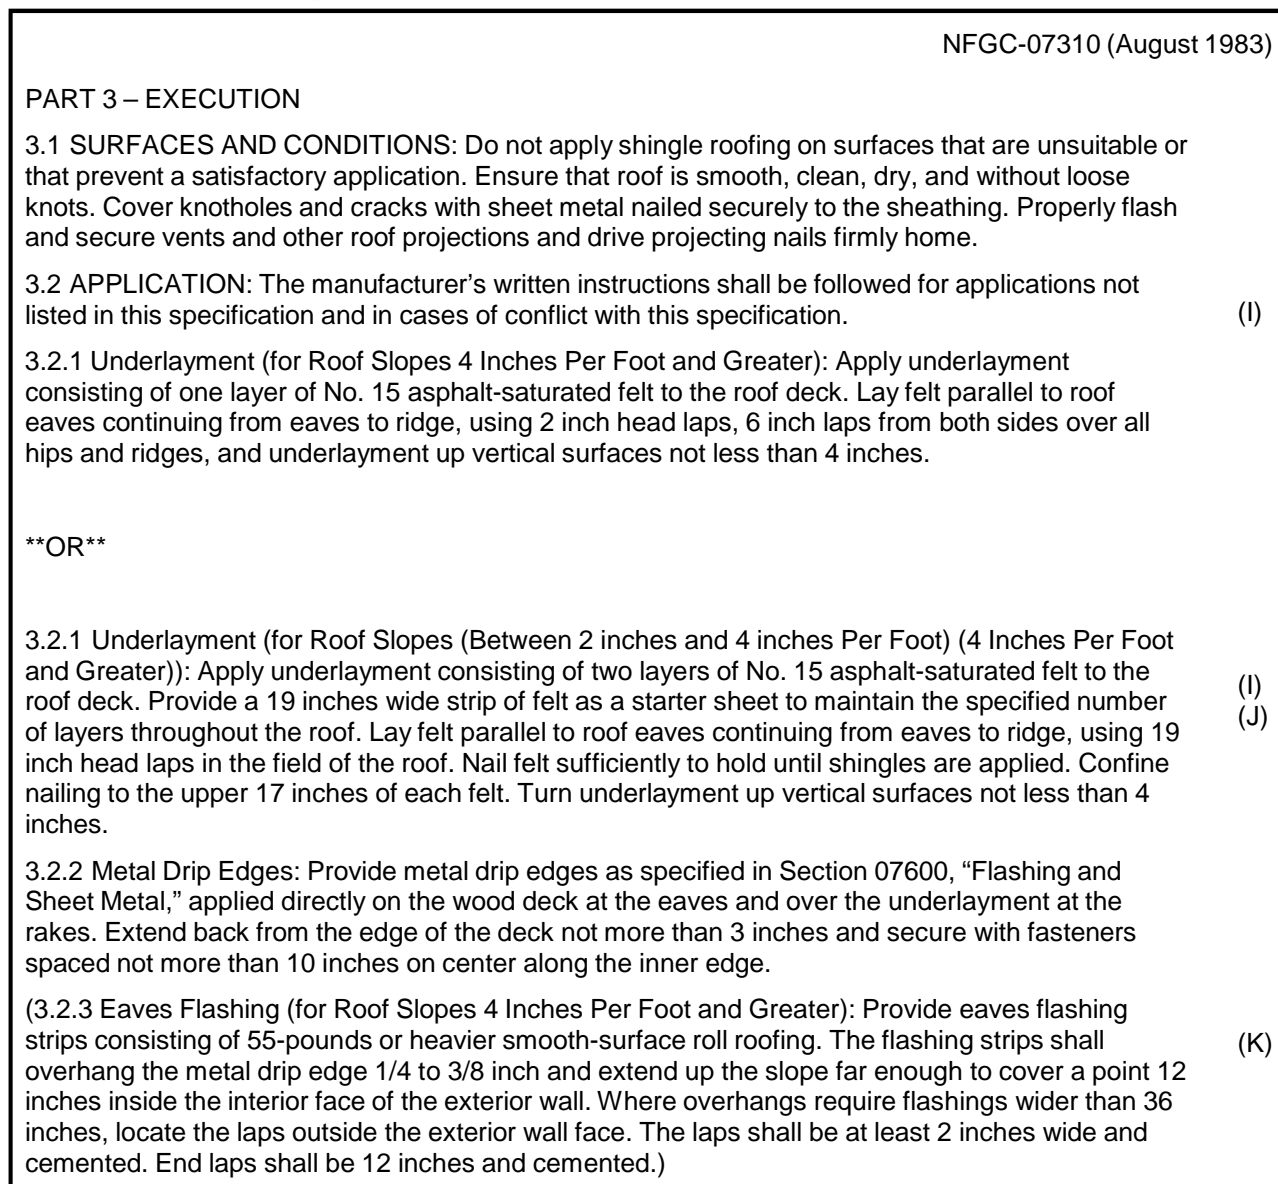 NFGC-07310 (August 1983)
PART 3 – EXECUTION
3.1 SURFACES AND CONDITIONS: Do not apply shingle roofing on surfaces that are unsuitable or
that prevent a satisfactory application. Ensure that roof is smooth, clean, dry, and without loose
knots. Cover knotholes and cracks with sheet metal nailed securely to the sheathing. Properly flash
and secure vents and other roof projections and drive projecting nails firmly home.
3.2 APPLICATION: The manufacturer’s written instructions shall be followed for applications not
listed in this specification and in cases of conflict with this specification. (I)
3.2.1 Underlayment (for Roof Slopes 4 Inches Per Foot and Greater): Apply underlayment
consisting of one layer of No. 15 asphalt-saturated felt to the roof deck. Lay felt parallel to roof
eaves continuing from eaves to ridge, using 2 inch head laps, 6 inch laps from both sides over all
hips and ridges, and underlayment up vertical surfaces not less than 4 inches.
**OR**
3.2.1 Underlayment (for Roof Slopes (Between 2 inches and 4 inches Per Foot) (4 Inches Per Foot
and Greater)): Apply underlayment consisting of two layers of No. 15 asphalt-saturated felt to the
roof deck. Provide a 19 inches wide strip of felt as a starter sheet to maintain the specified number (I)
of layers throughout the roof. Lay felt parallel to roof eaves continuing from eaves to ridge, using 19 (J)
inch head laps in the field of the roof. Nail felt sufficiently to hold until shingles are applied. Confine
nailing to the upper 17 inches of each felt. Turn underlayment up vertical surfaces not less than 4
inches.
3.2.2 Metal Drip Edges: Provide metal drip edges as specified in Section 07600, “Flashing and
Sheet Metal,” applied directly on the wood deck at the eaves and over the underlayment at the
rakes. Extend back from the edge of the deck not more than 3 inches and secure with fasteners
spaced not more than 10 inches on center along the inner edge.
(3.2.3 Eaves Flashing (for Roof Slopes 4 Inches Per Foot and Greater): Provide eaves flashing
strips consisting of 55-pounds or heavier smooth-surface roll roofing. The flashing strips shall (K)
overhang the metal drip edge 1/4 to 3/8 inch and extend up the slope far enough to cover a point 12
inches inside the interior face of the exterior wall. Where overhangs require flashings wider than 36
inches, locate the laps outside the exterior wall face. The laps shall be at least 2 inches wide and
cemented. End laps shall be 12 inches and cemented.)